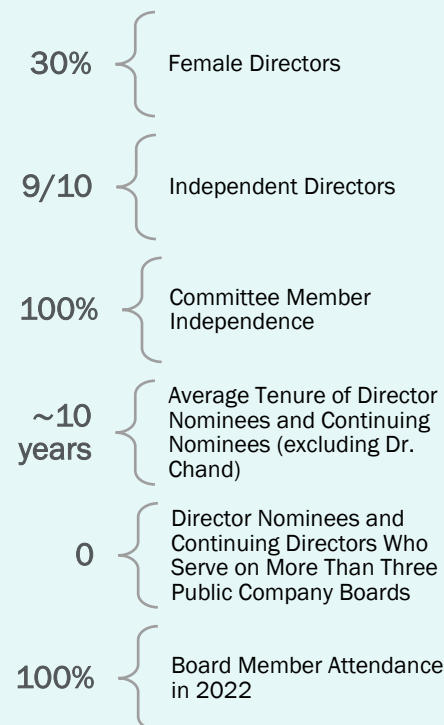 30%
Female Directors
9/10
Independent Directors
100%
Committee Member
Independence
~10
years
Average Tenure of Director
Nominees and Continuing
Nominees (excluding Dr.
Chand)
0
Director Nominees and
Continuing Directors Who
Serve on More Than Three
Public Company Boards
100%
Board Member Attendance
in 2022